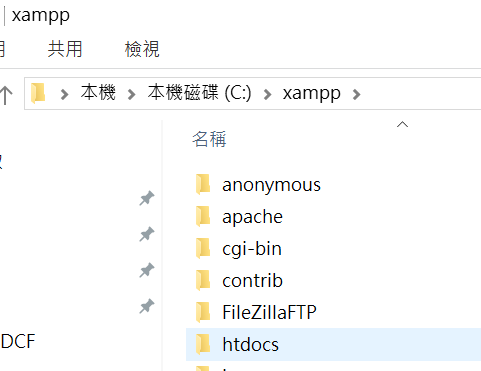 xampp
共用 檢視
本機 本機磁碟 (C:) xampp
名稱
anonymous
apache
cgi-bin
contrib
FileZillaFTP
htdocs
DCF